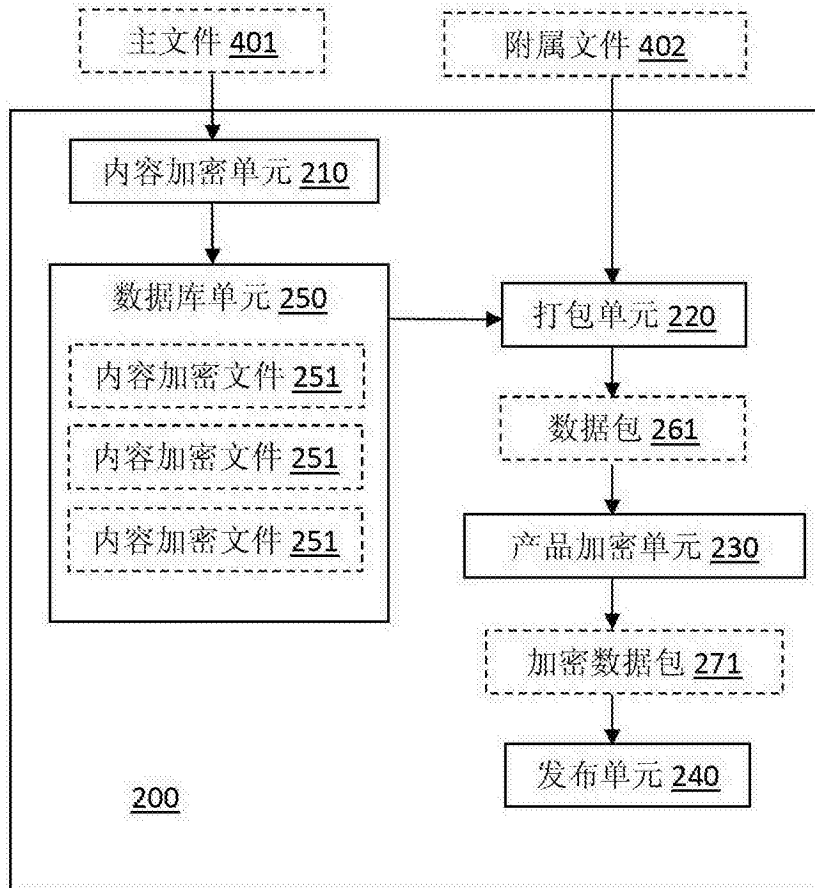 主文件 401
附属文件 402
内容加密单元 210
数据库单元 250
内容加密文件 251
内容加密文件 251
内容加密文件 251
打包单元 220
数据包 261
产品加密单元 230
加密数据包 271
发布单元 240
200